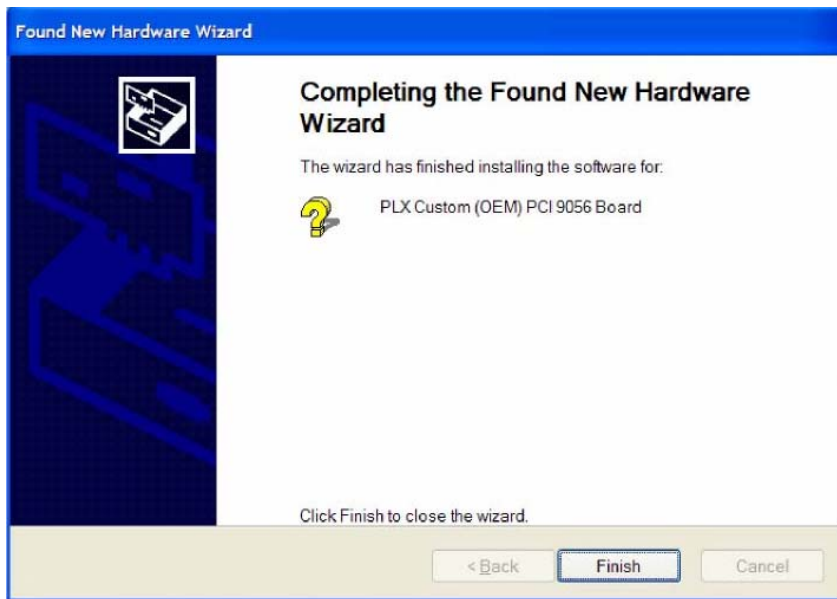 Found New Hardware Wizard
Completing the Found New Hardware
Wizard
The wizard has finished installing the software for:
PLX Custom (OEM) PCI 9056 Board
Click Finish to close the wizard.
< Back
Finish
Cancel